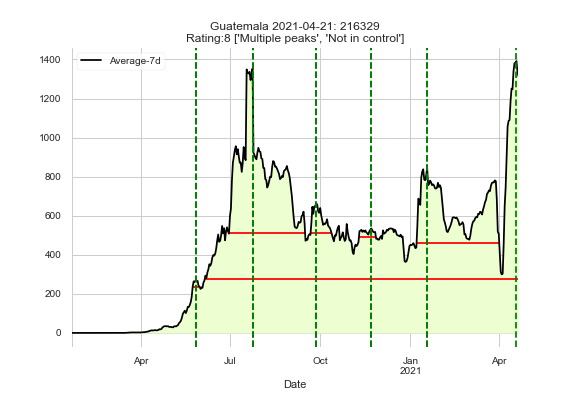 Guatemala 2021-04-21: 216329
Rating:8 ['Multiple peaks', 'Not in control']
Average-7d
1400
1200
1000
800
600
400
200
0
Apr
Jul
Oct
Jan
2021
Apr
Date